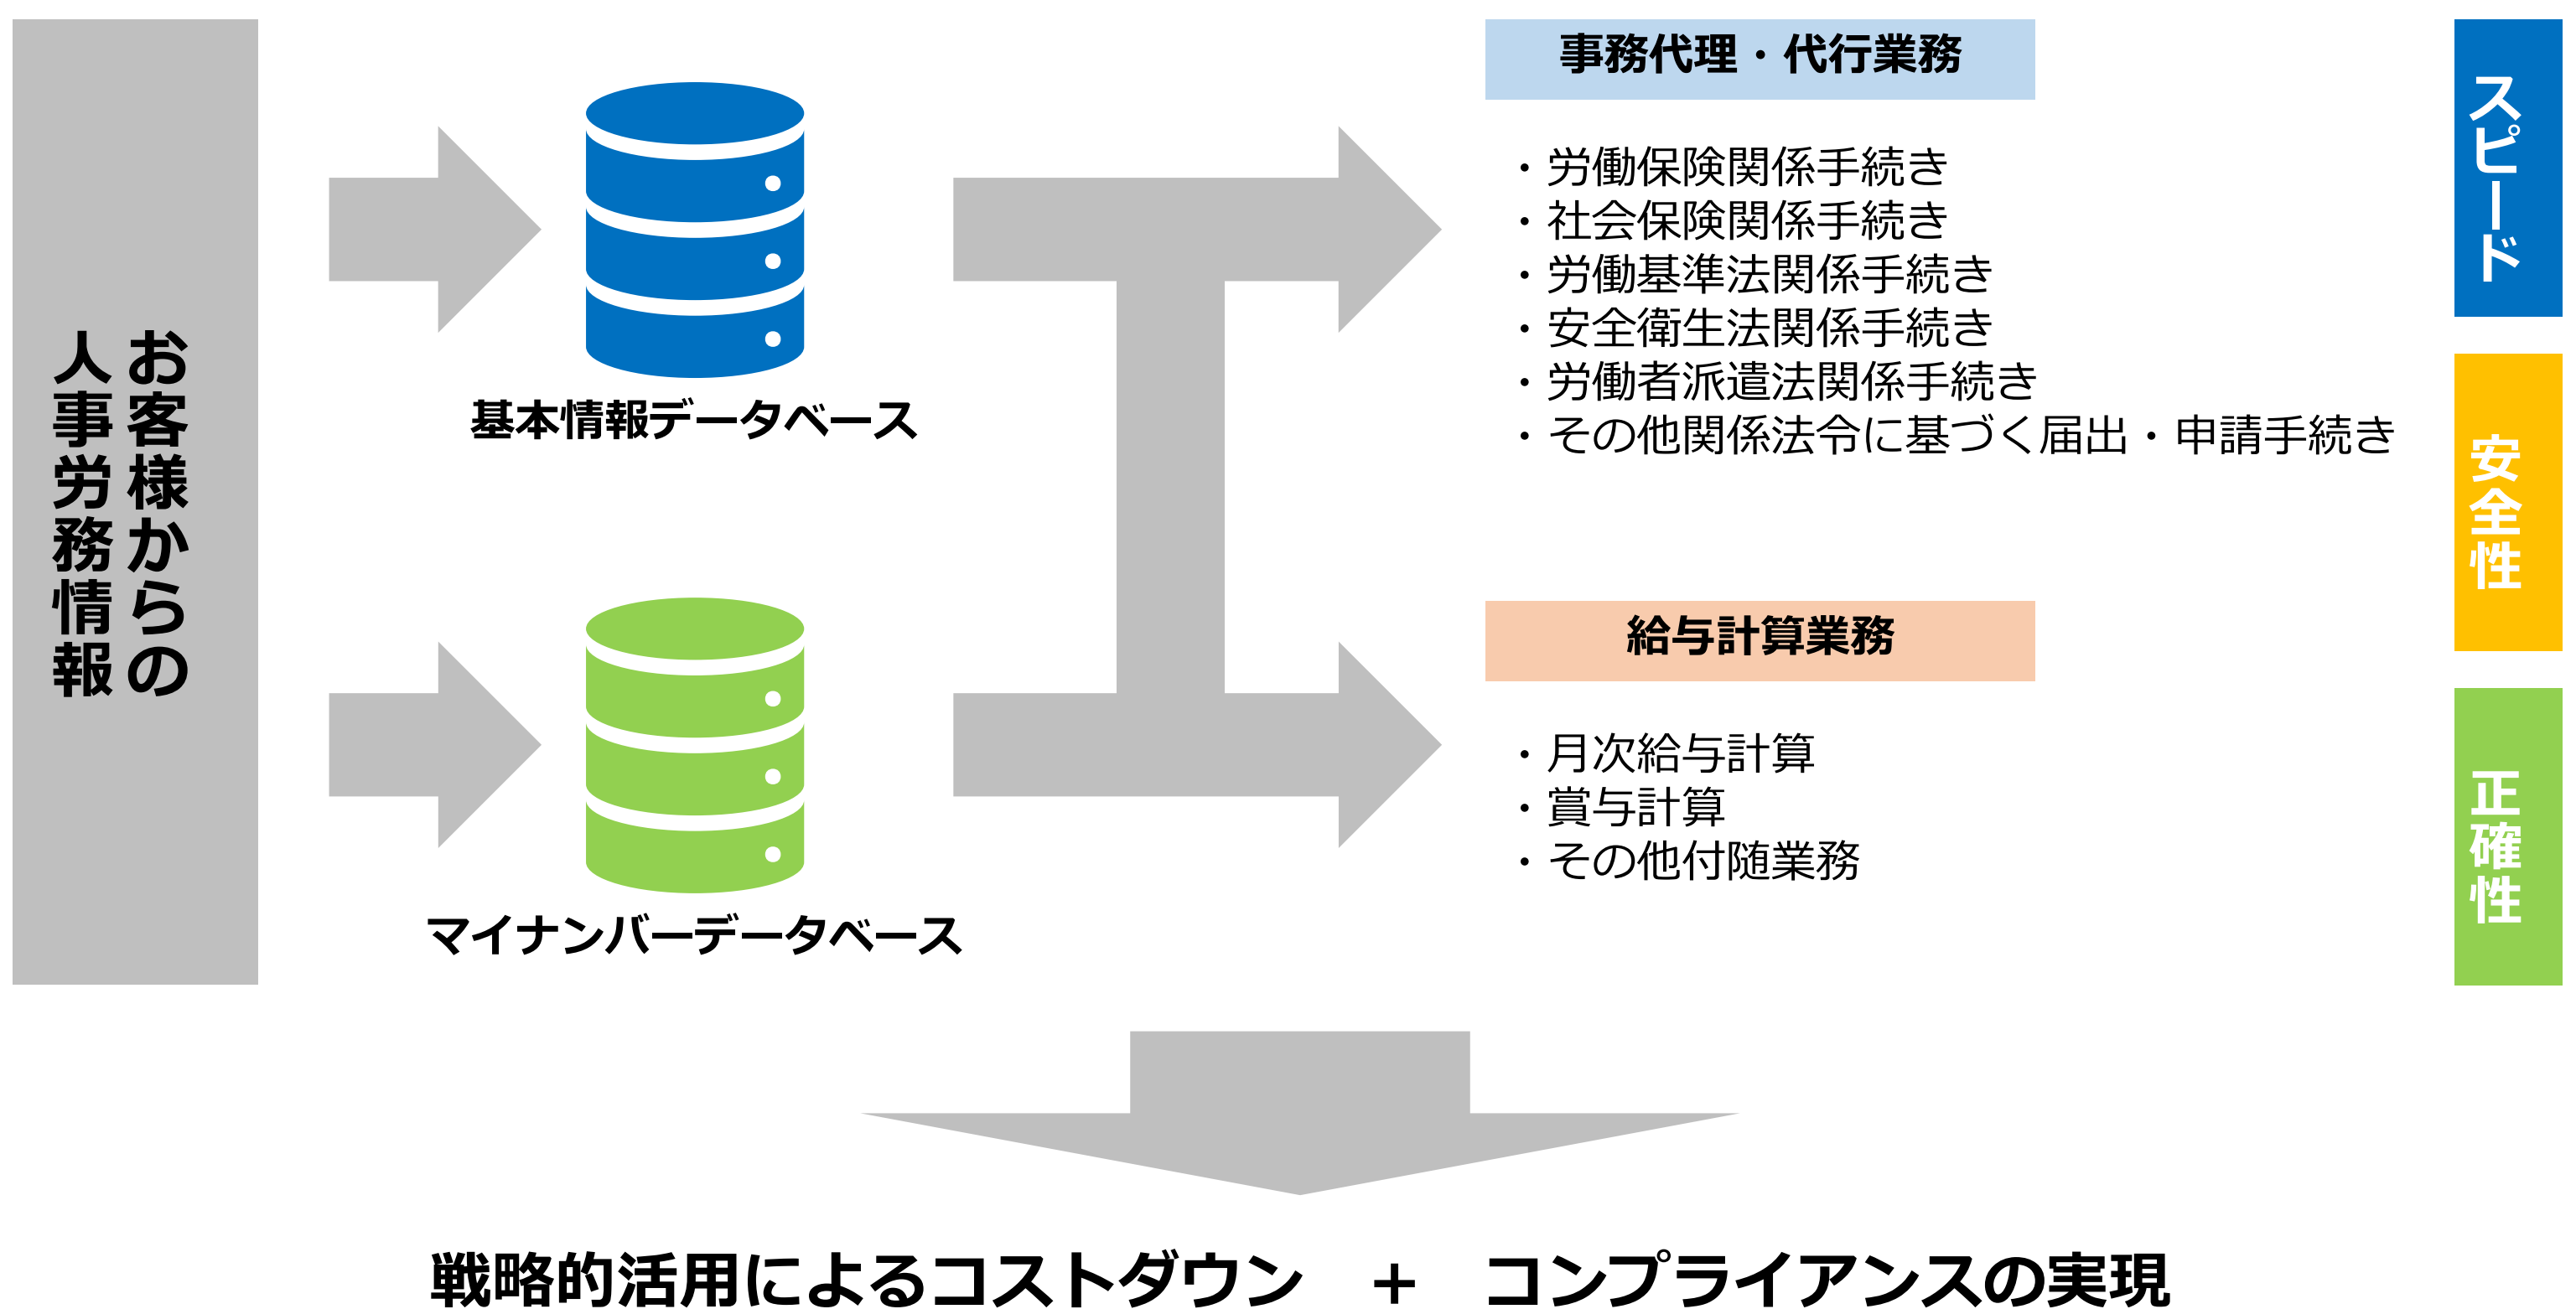 お客様からの
人事労務情報
基本情報データベース
マイナンバーデータベース
事務代理・代行業務
・労働保険関係手続き
・社会保険関係手続き
・労働基準法関係手続き
・安全衛生法関係手続き
・労働者派遣法関係手続き
・その他関係法令に基づく届出・申請手続き
給与計算業務
・月次給与計算
・賞与計算
・その他付随業務
スピード
安全性
正確性
戦略的活用によるコストダウン　+　コンプライアンスの実現